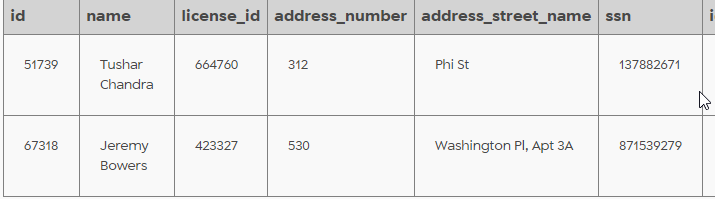 id name license_id address_number address_street_name ssn
51739 Tushar Chandra 664760 312 Phi St 137882671
67318 Jeremy Bowers 423327 530 Washington Pl, Apt 3A 871539279